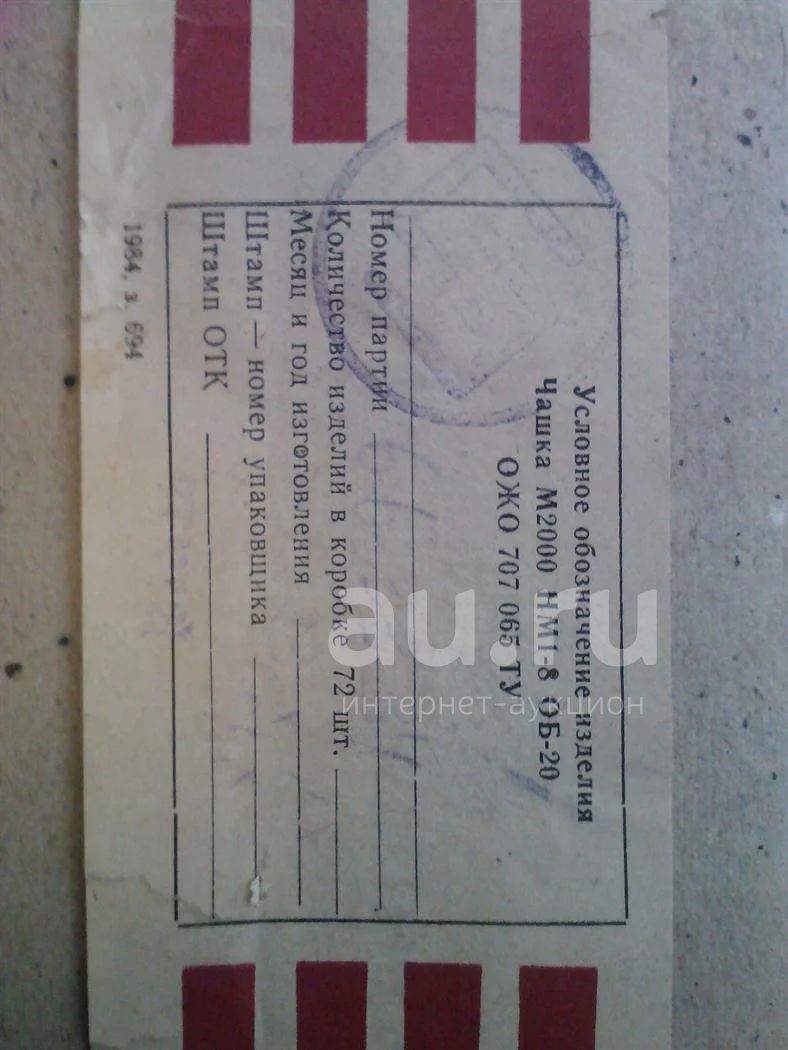 Условное обозначение изделия
Чашка М2000 НМ1-8 ОБ-20
ОЖО 707 065 ТУ
Номер партии
Количество изделий в коробке 72 шт.
Месяц и год изготовления
Штамп — номер упаковщика
Штамп ОТК
1984, з. 694
au.ru
интернет-аукцион